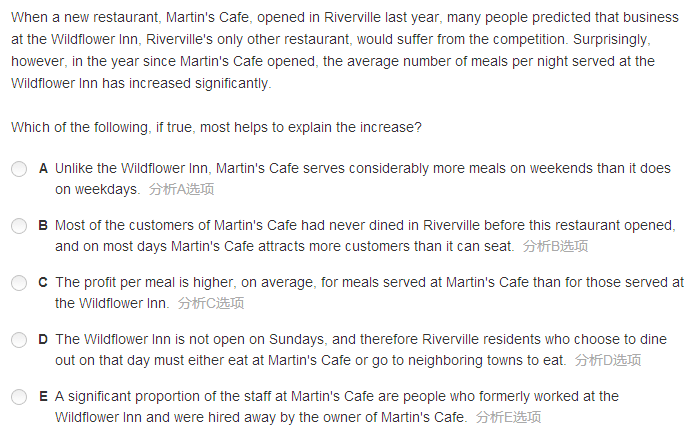 When a new restaurant, Martin's Cafe, opened in Riverville last year, many people predicted that business
at the Wildflower Inn, Riverville's only other restaurant, would suffer from the competition. Surprisingly,
however, in the year since Martin's Cafe opened, the average number of meals per night served at the
Wildflower Inn has increased significantly.
Which of the following, if true, most helps to explain the increase?
A Unlike the Wildflower Inn, Martin's Cafe serves considerably more meals on weekends than it does
on weekdays. 分析A选项
B Most of the customers of Martin's Cafe had never dined in Riverville before this restaurant opened,
and on most days Martin's Cafe attracts more customers than it can seat. 分析B选项
C The profit per meal is higher, on average, for meals served at Martin's Cafe than for those served at
the Wildflower Inn. 分析C选项
D The Wildflower Inn is not open on Sundays, and therefore Riverville residents who choose to dine
out on that day must either eat at Martin's Cafe or go to neighboring towns to eat. 分析D选项
E A significant proportion of the staff at Martin's Cafe are people who formerly worked at the
Wildflower Inn and were hired away by the owner of Martin's Cafe. 分析E选项